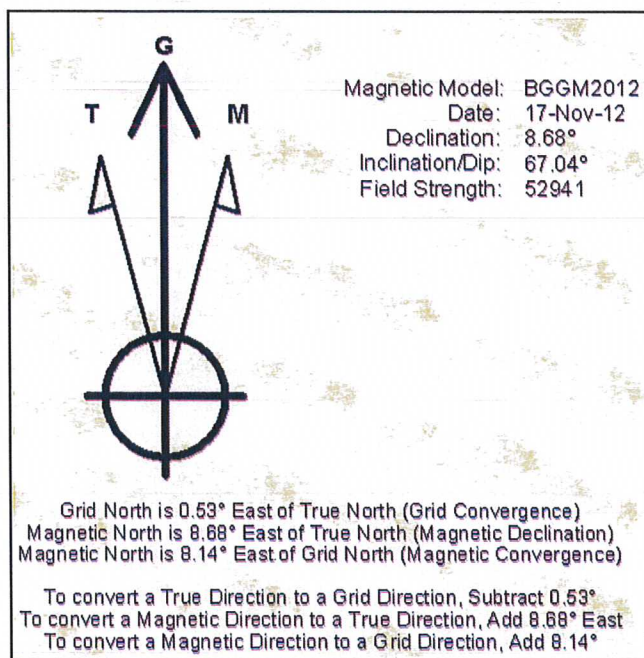 G
T M
Magnetic Model: BGGM2012
Date: 17-Nov-12
Declination: 8.68°
Inclination/Dip: 67.04°
Field Strength: 52941
Grid North is 0.53° East of True North (Grid Convergence)
Magnetic North is 8.68° East of True North (Magnetic Declination)
Magnetic North is 8.14° East of Grid North (Magnetic Convergence)
To convert a True Direction to a Grid Direction, Subtract 0.53°
To convert a Magnetic Direction to a True Direction, Add 8.68° East
To convert a Magnetic Direction to a Grid Direction, Add 8.14°